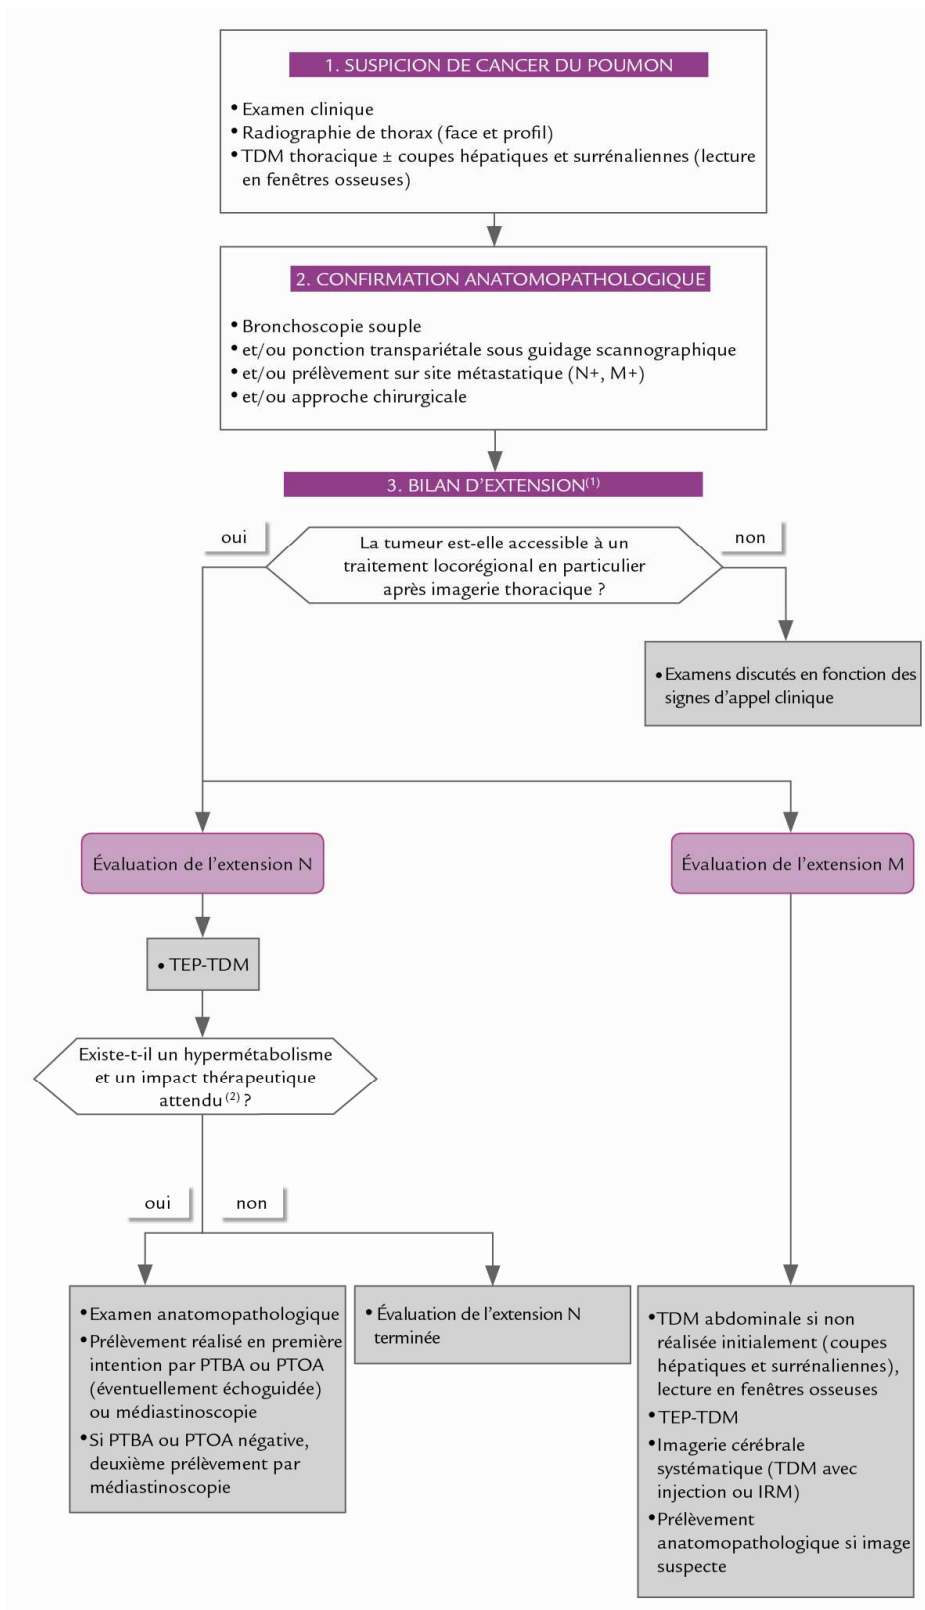 1. SUSPICION DE CANCER DU POUMON
• Examen clinique
• Radiographie de thorax (face et profil)
• TDM thoracique ± coupes hépatiques et surrénaliennes (lecture
en fenêtres osseuses)
2. CONFIRMATION ANATOMOPATHOLOGIQUE
• Bronchoscopie souple
• et/ou ponction transpariétale sous guidage scannographique
• et/ou prélèvement sur site métastatique (N+, M+)
• et/ou approche chirurgicale
3. BILAN D’EXTENSION(1)
oui
La tumeur est-elle accessible à un
traitement locorégional en particulier
après imagerie thoracique ?
non
• Examens discutés en fonction des
signes d’appel clinique
Évaluation de l’extension N
Évaluation de l’extension M
• TEP-TDM
Existe-t-il un hypermétabolisme
et un impact thérapeutique
attendu(2) ?
oui
non
• Examen anatomopathologique
• Prélèvement réalisé en première
intention par PTBA ou PTOA
(éventuellement échoguidée)
ou médiastinoscopie
• Si PTBA ou PTOA négative,
deuxième prélèvement par
médiastinoscopie
• Évaluation de l’extension N
terminée
• TDM abdominale si non
réalisée initialement (coupes
hépatiques et surrénaliennes),
lecture en fenêtres osseuses
• TEP-TDM
• Imagerie cérébrale
systématique (TDM avec
injection ou IRM)
• Prélèvement
anatomopathologique si image
suspecte